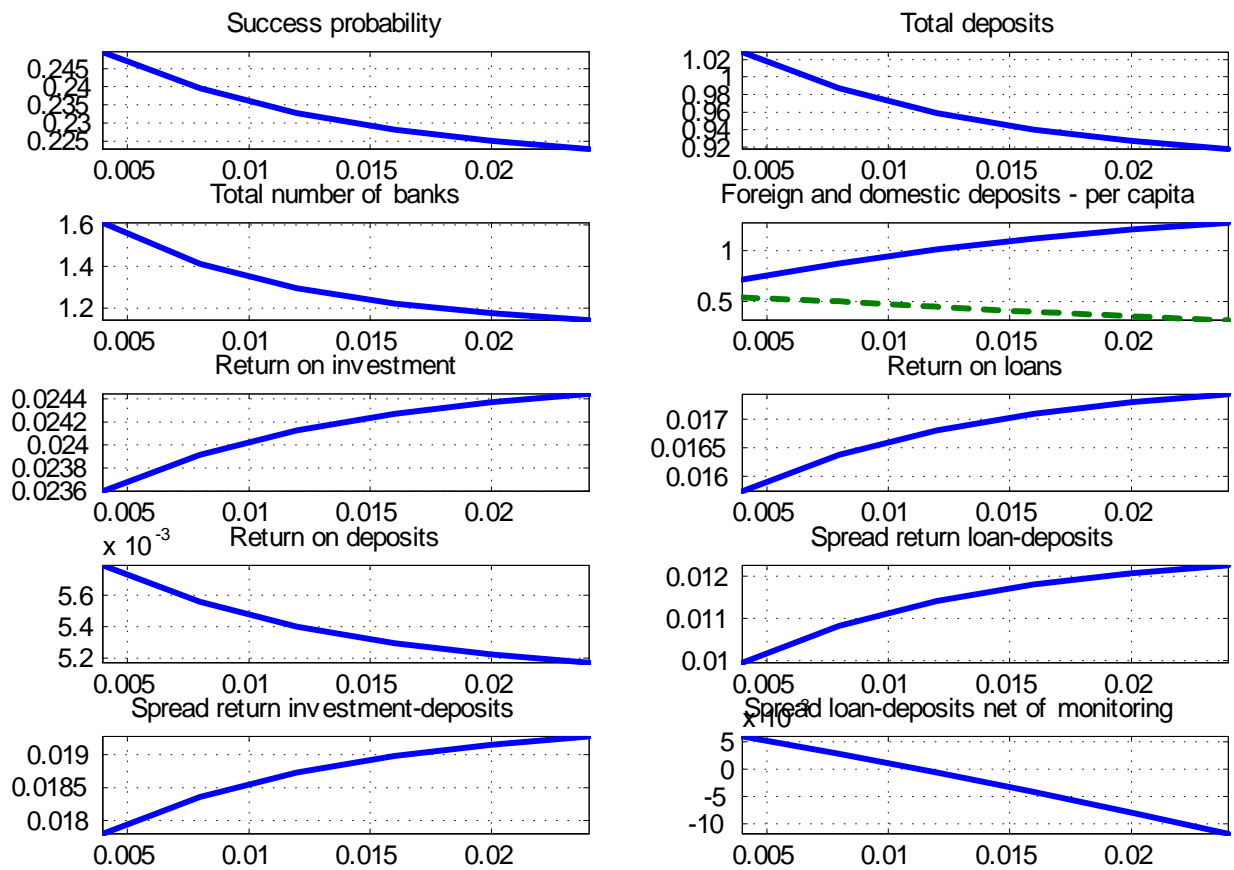 Success probability
0.245
0.24
0.235
0.23
0.225
0.005 0.01 0.015 0.02
Total deposits
1.02
1
0.98
0.96
0.94
0.92
0.005 0.01 0.015 0.02
Total number of banks
1.6
1.4
1.2
0.005 0.01 0.015 0.02
Foreign and domestic deposits - per capita
1
0.5
0.005 0.01 0.015 0.02
Return on investment
0.0244
0.0242
0.024
0.0238
0.0236
0.005 0.01 0.015 0.02
Return on loans
0.017
0.0165
0.016
0.005 0.01 0.015 0.02
Return on deposits
x 10-3
5.6
5.4
5.2
0.005 0.01 0.015 0.02
Spread return loan-deposits
0.012
0.011
0.01
0.005 0.01 0.015 0.02
Spread return investment-deposits
0.019
0.0185
0.018
0.005 0.01 0.015 0.02
Spread loan-deposits net of monitoring
x 10-3
5
0
-5
-10
0.005 0.01 0.015 0.02